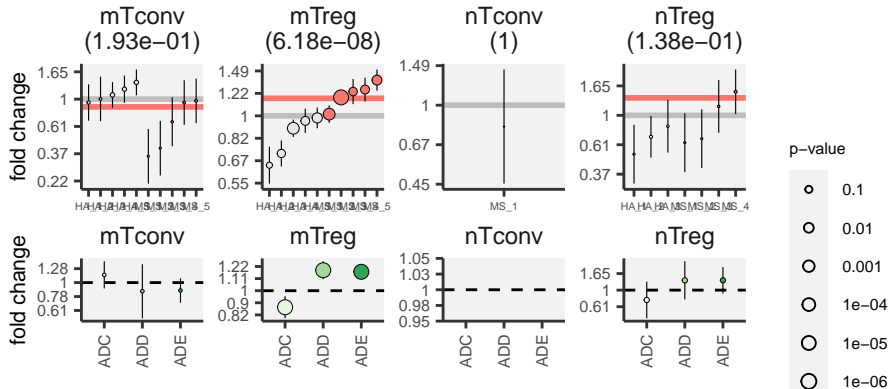 mTconv
(1.93e−01)
mTreg
(6.18e−08)
nTconv
(1)
nTreg
(1.38e−01)
fold change
1.65
1
0.61
0.37
0.22
1.49
1.22
1
0.82
0.67
0.55
1.49
1
0.67
0.45
1.65
1
0.61
0.37
MS_1
mTconv
mTreg
nTconv
nTreg
fold change
1.28
1
0.78
0.61
1.22
1.11
1
0.9
0.82
1.05
1.03
1
0.98
0.95
1.65
1
0.61
ADC
ADD
ADE
ADC
ADD
ADE
ADC
ADD
ADE
ADC
ADD
ADE
p−value
0.1
0.01
0.001
1e−04
1e−05
1e−06